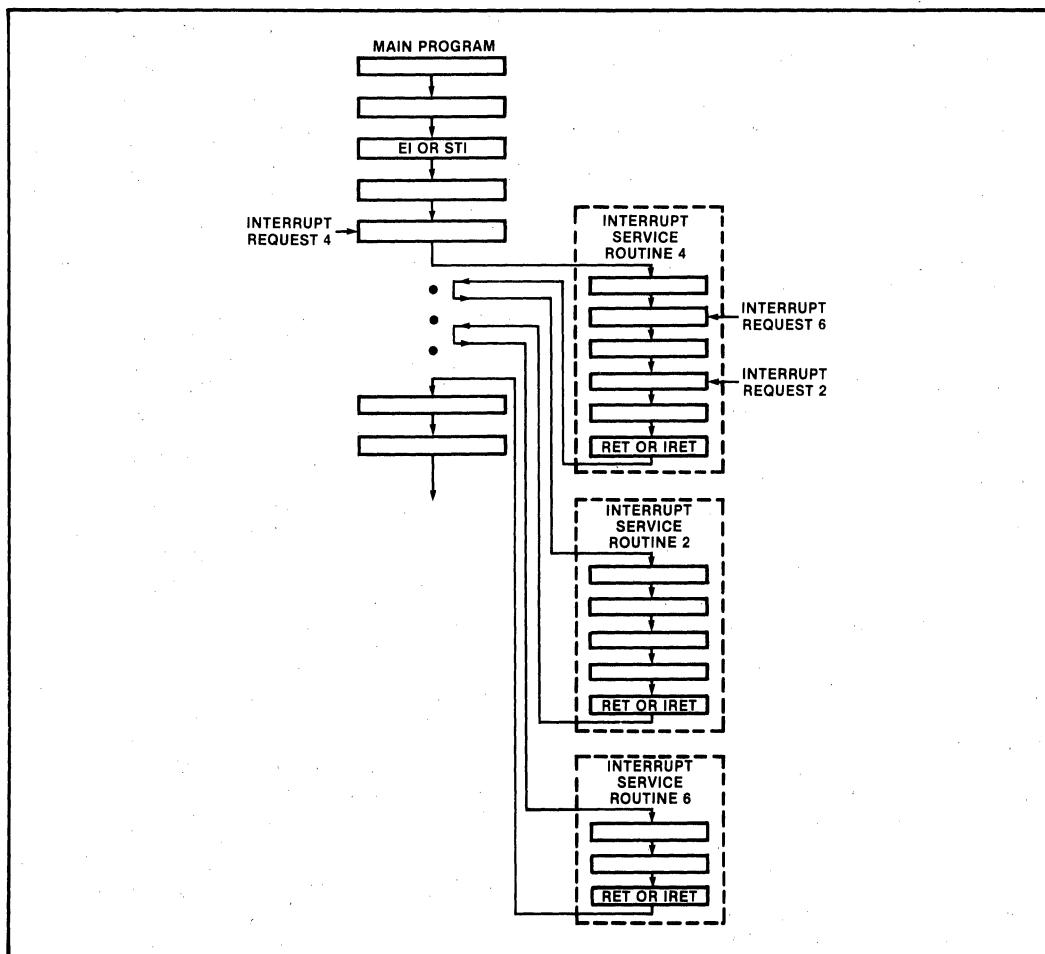 MAIN PROGRAM
EI OR STI
INTERRUPT
REQUEST 4
INTERRUPT
SERVICE
ROUTINE 4
INTERRUPT
REQUEST 6
INTERRUPT
REQUEST 2
RET OR IRET
INTERRUPT
SERVICE
ROUTINE 2
RET OR IRET
INTERRUPT
SERVICE
ROUTINE 6
RET OR IRET